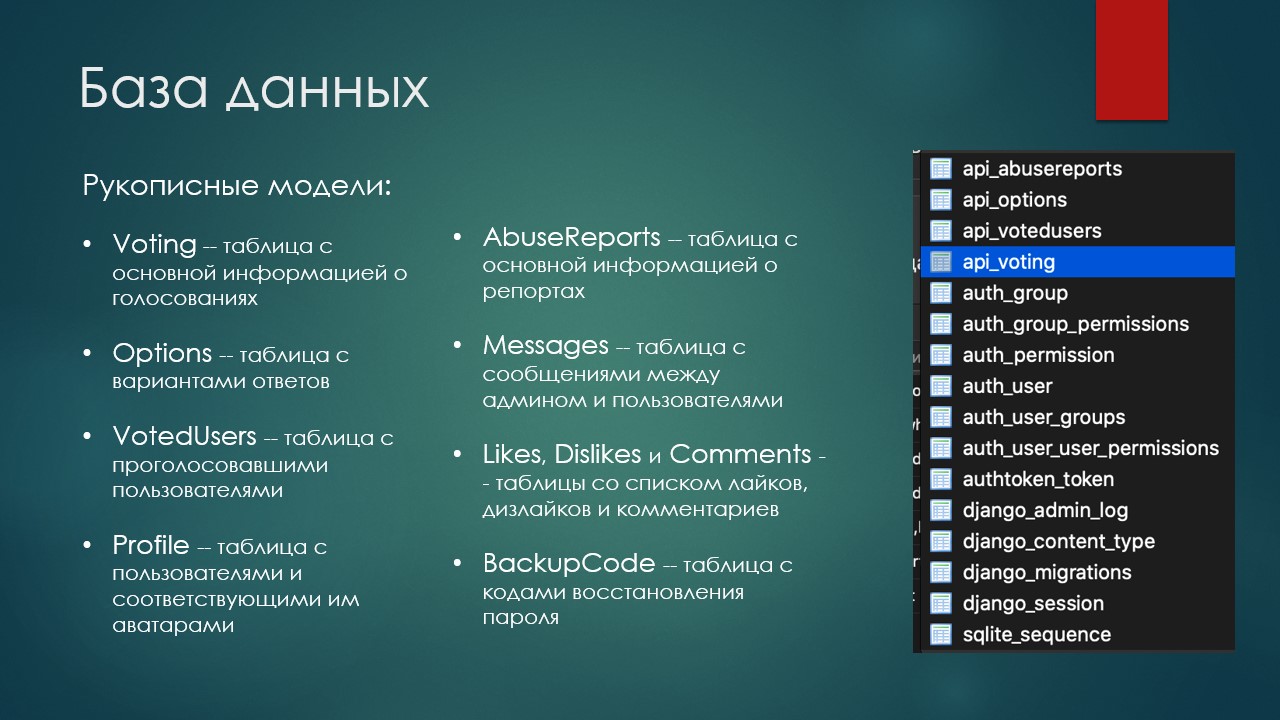 База данных
Рукописные модели:
• Voting -- таблица с
основной информацией о
голосованиях
• Options -- таблица с
вариантами ответов
• VotedUsers -- таблица с
проголосовавшими
пользователями
• Profile -- таблица с
пользователями и
соответствующими им
аватарами
• AbuseReports -- таблица с
основной информацией о
репортах
• Messages -- таблица с
сообщениями между
админом и пользователями
• Likes, Dislikes и Comments -
- таблицы со списком лайков,
дизлайков и комментариев
• BackupCode -- таблица с
кодами восстановления
пароля
api_abusereports
api_options
api_votedusers
api_voting
auth_group
auth_group_permissions
auth_permission
auth_user
auth_user_groups
auth_user_user_permissions
authtoken_token
django_admin_log
django_content_type
django_migrations
django_session
sqlite_sequence